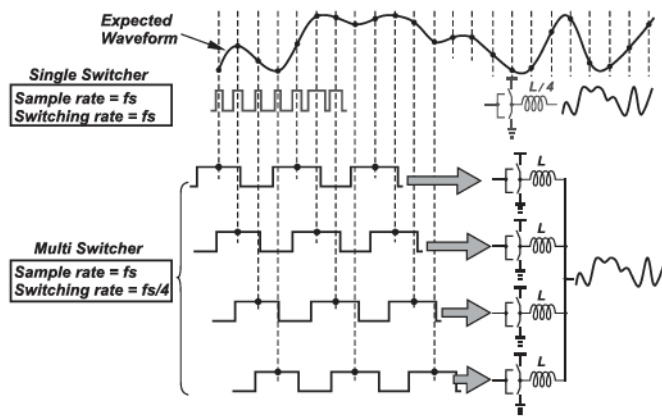 Expected
Waveform
Single Switcher
Sample rate = fs
Switching rate = fs
L/4
L
L
Multi Switcher
Sample rate = fs
Switching rate = fs/4
L
L